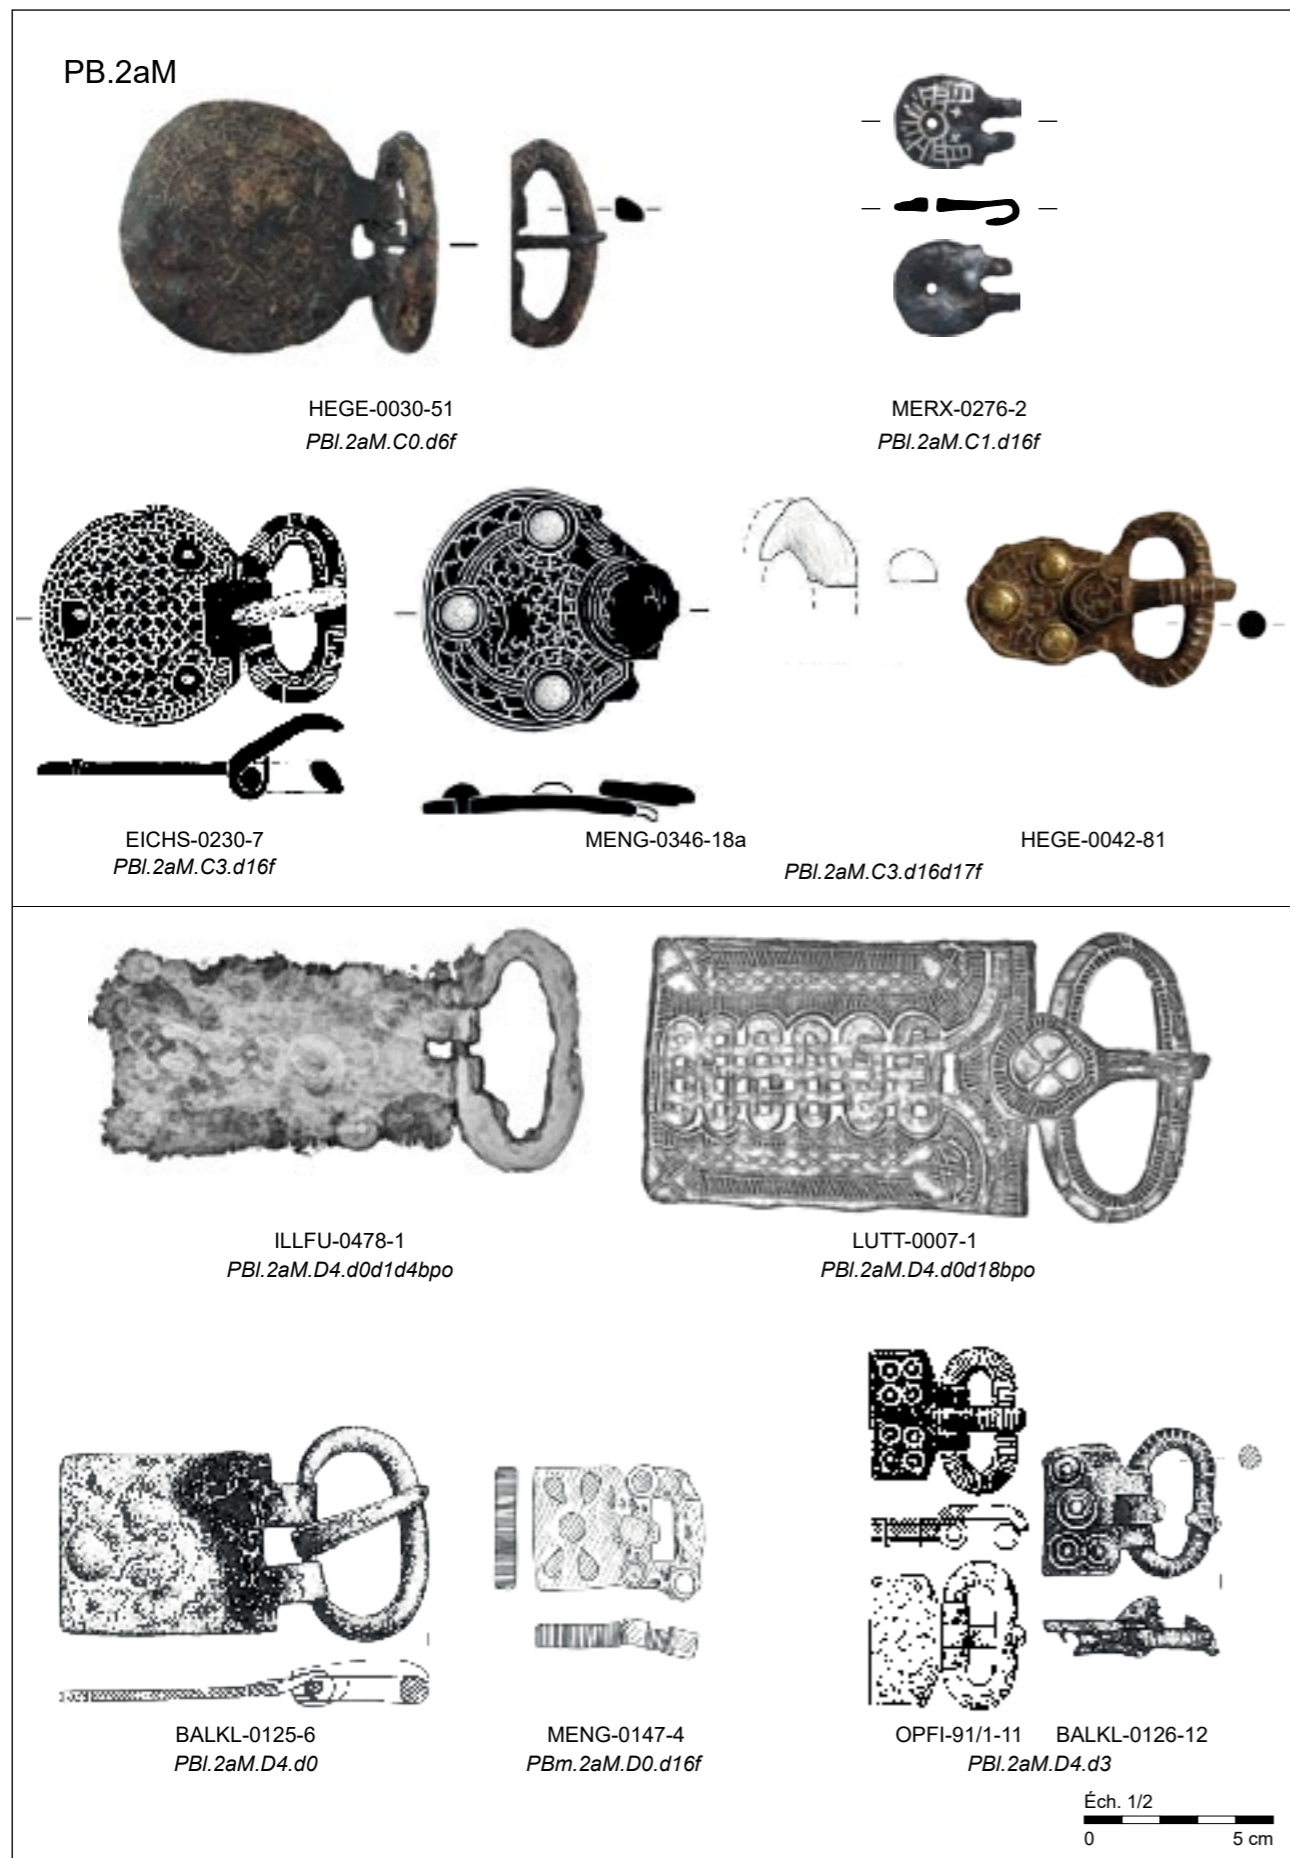 PB.2aM
HEGE-0030-51
PBl.2aM.C0.d6f
MERX-0276-2
PBl.2aM.C1.d16f
EICHS-0230-7
PBl.2aM.C3.d16f
MENG-0346-18a
HEGE-0042-81
PBl.2aM.C3.d16d17f
ILLFU-0478-1
PBl.2aM.D4.d0d1d4bpo
LUTT-0007-1
PBl.2aM.D4.d0d18bpo
BALKL-0125-6
PBl.2aM.D4.d0
MENG-0147-4
PBm.2aM.D0.d16f
OPFI-91/1-11
BALKL-0126-12
PBl.2aM.D4.d3
Éch. 1/2
0 5 cm